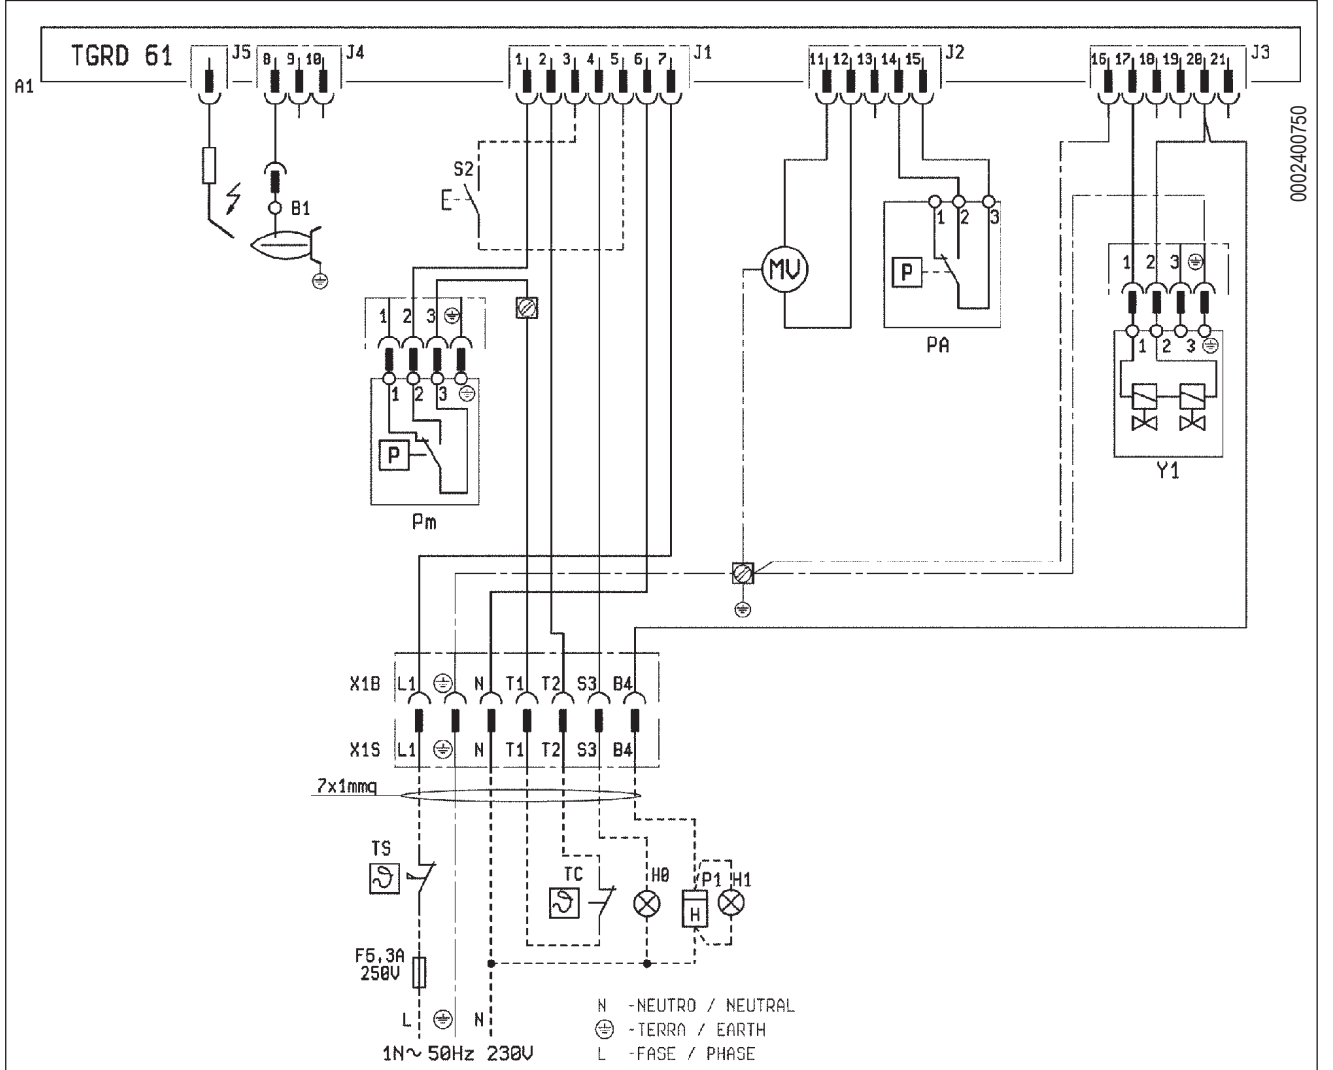 TGRD 61
A1
J5
8 9 10
J4
1 2 3 4 5 6 7
J1
11 12 13 14 15
J2
16 17 18 19 20 21
J3
0002400750
S2
B1
1 2 3
P
PA
MV
1 2 3
1 2 3
Y1
1 2 3
1 2 3
P
Pm
X1B L1 N T1 T2 S3 B4
X1S L1 N T1 T2 S3 B4
7x1mmq
TS
TC
H0
P1
H1
H
F6,3A
250V
L N
1N~ 50Hz 230V
N -NEUTRO / NEUTRAL
-TERRA / EARTH
L -FASE / PHASE